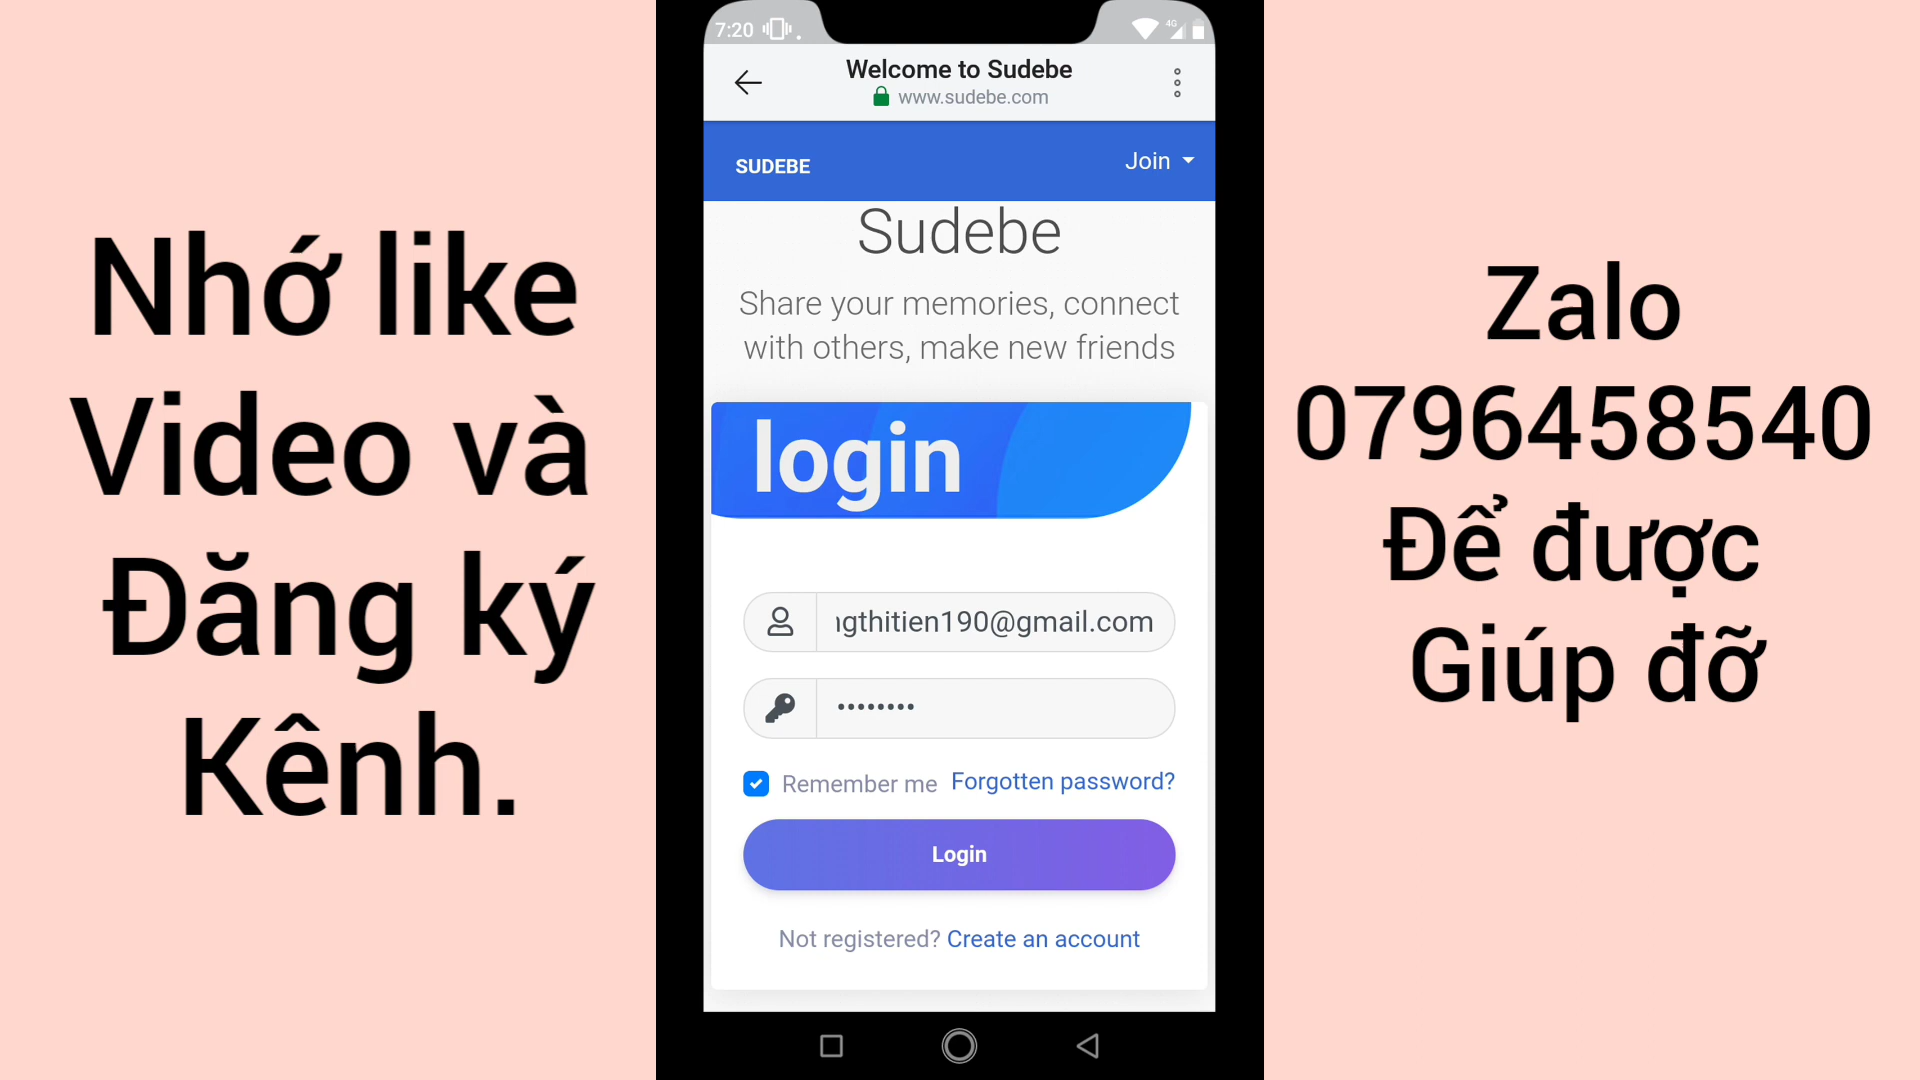 Nhớ like
Video và
Đăng ký
Kênh.
7:20
4G
Welcome to Sudebe
www.sudebe.com
SUDEBE
Join
Sudebe
Share your memories, connect
with others, make new friends
login
ngthitien190@gmail.com
••••••••
Remember me
Forgotten password?
Login
Not registered? Create an account
Zalo
0796458540
Để được
Giúp đỡ